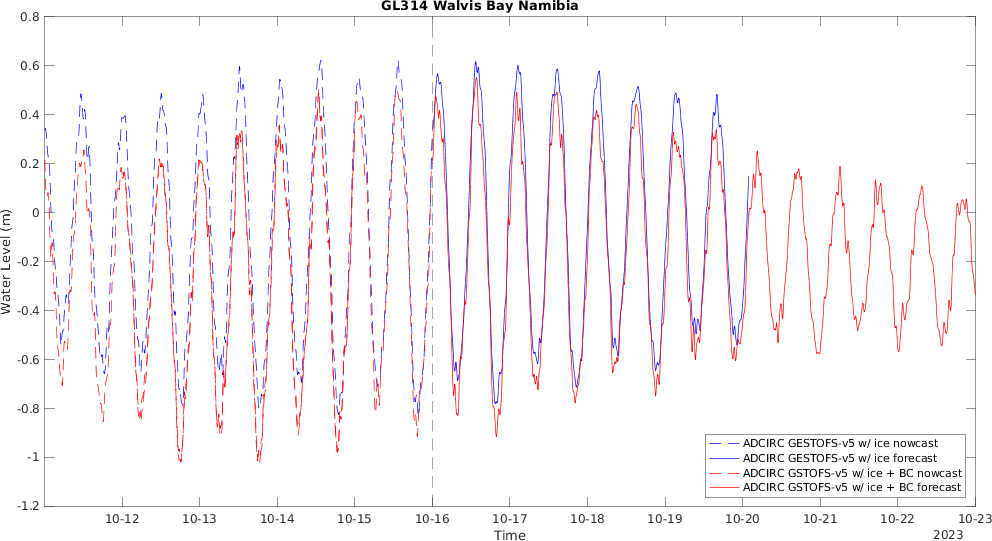 GL314 Walvis Bay Namibia
0.8
0.6
0.4
0.2
0
-0.2
-0.4
-0.6
-0.8
-1
-1.2
Water Level (m)
ADCIRC GESTOFS-v5 w/ ice nowcast
ADCIRC GESTOFS-v5 w/ ice forecast
ADCIRC GSTOFS-v5 w/ ice + BC nowcast
ADCIRC GSTOFS-v5 w/ ice + BC forecast
10-12 10-13 10-14 10-15 10-16 10-17 10-18 10-19 10-20 10-21 10-22 10-23
Time 2023